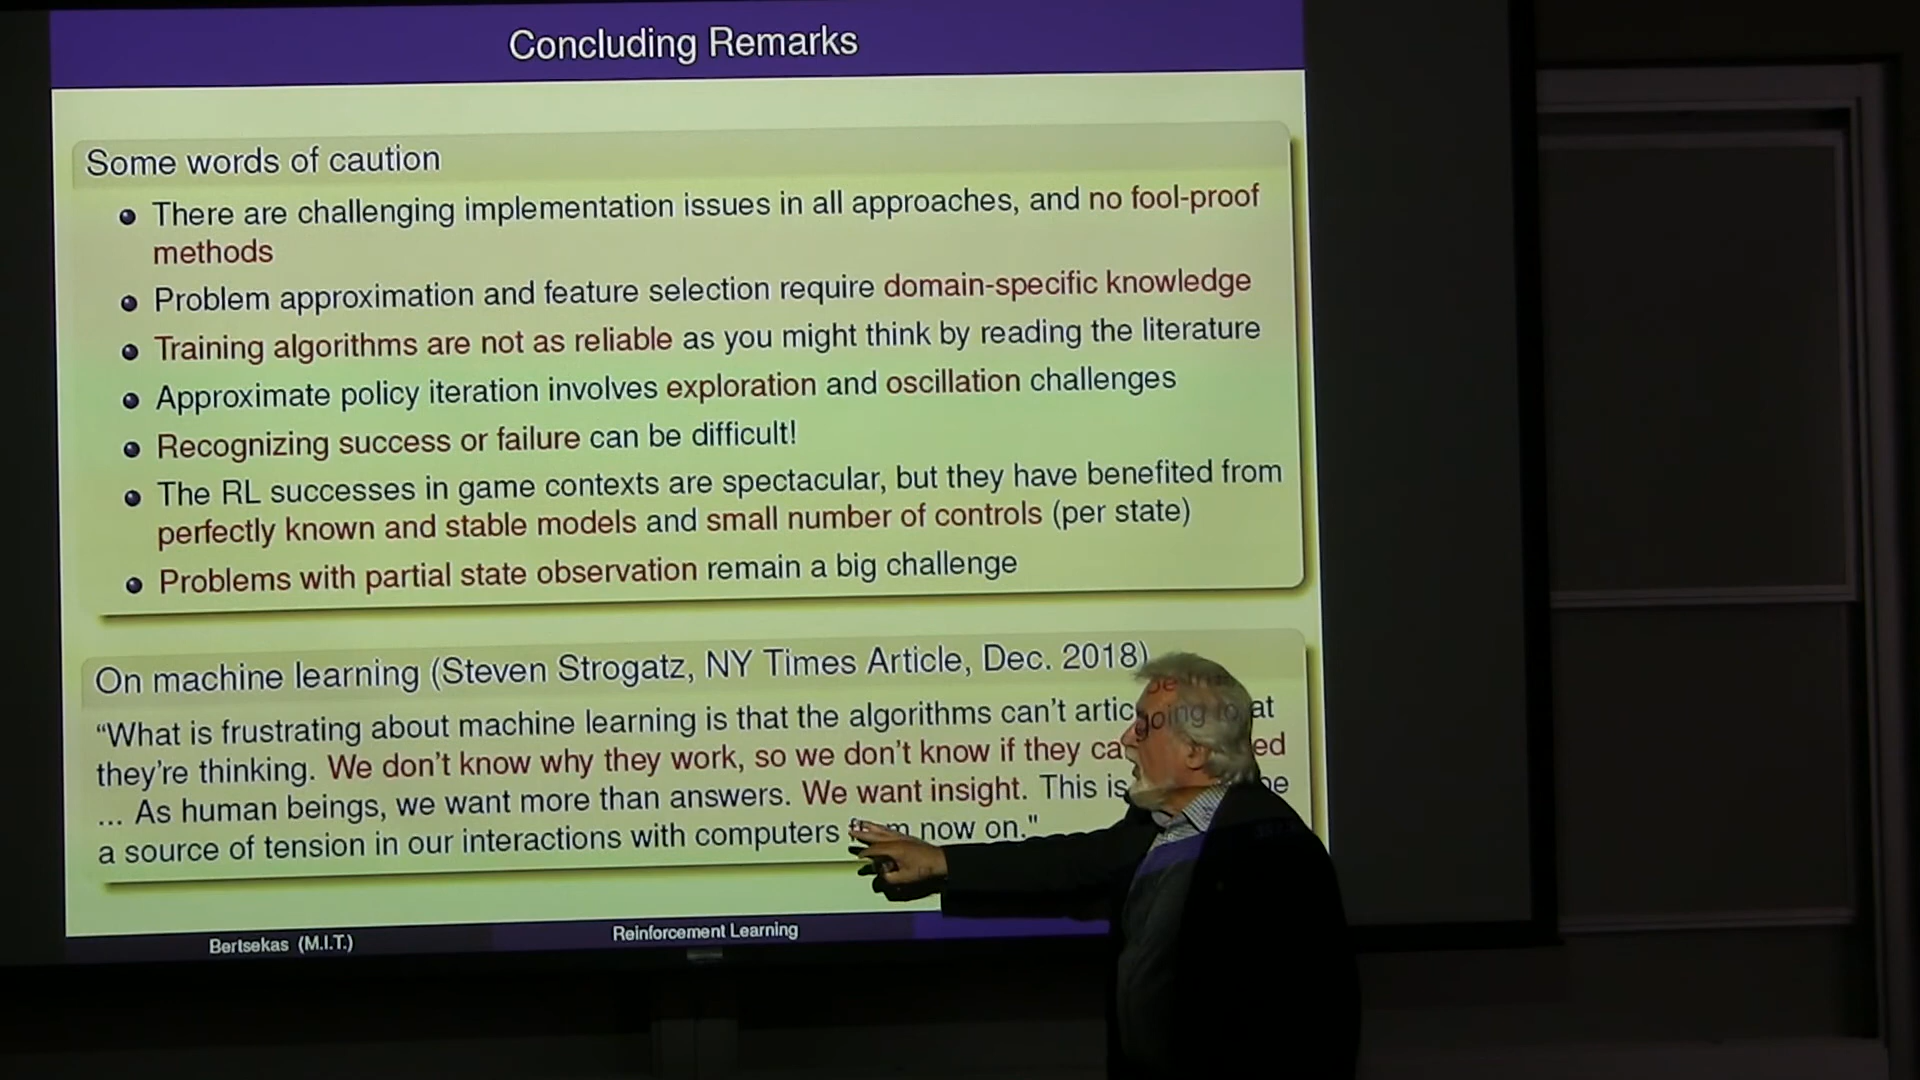 Concluding Remarks
Some words of caution
There are challenging implementation issues in all approaches, and no fool-proof
methods
Problem approximation and feature selection require domain-specific knowledge
Training algorithms are not as reliable as you might think by reading the literature
Approximate policy iteration involves exploration and oscillation challenges
Recognizing success or failure can be difficult!
The RL successes in game contexts are spectacular, but they have benefited from
perfectly known and stable models and small number of controls (per state)
Problems with partial state observation remain a big challenge
On machine learning (Steven Strogatz, NY Times Article, Dec. 2018)
“What is frustrating about machine learning is that the algorithms can't artic at
they're thinking. We don't know why they work, so we don't know if they ca ed
... As human beings, we want more than answers. We want insight. This is going to be
a source of tension in our interactions with computers from now on."
Bertsekas (M.I.T.)
Reinforcement Learning